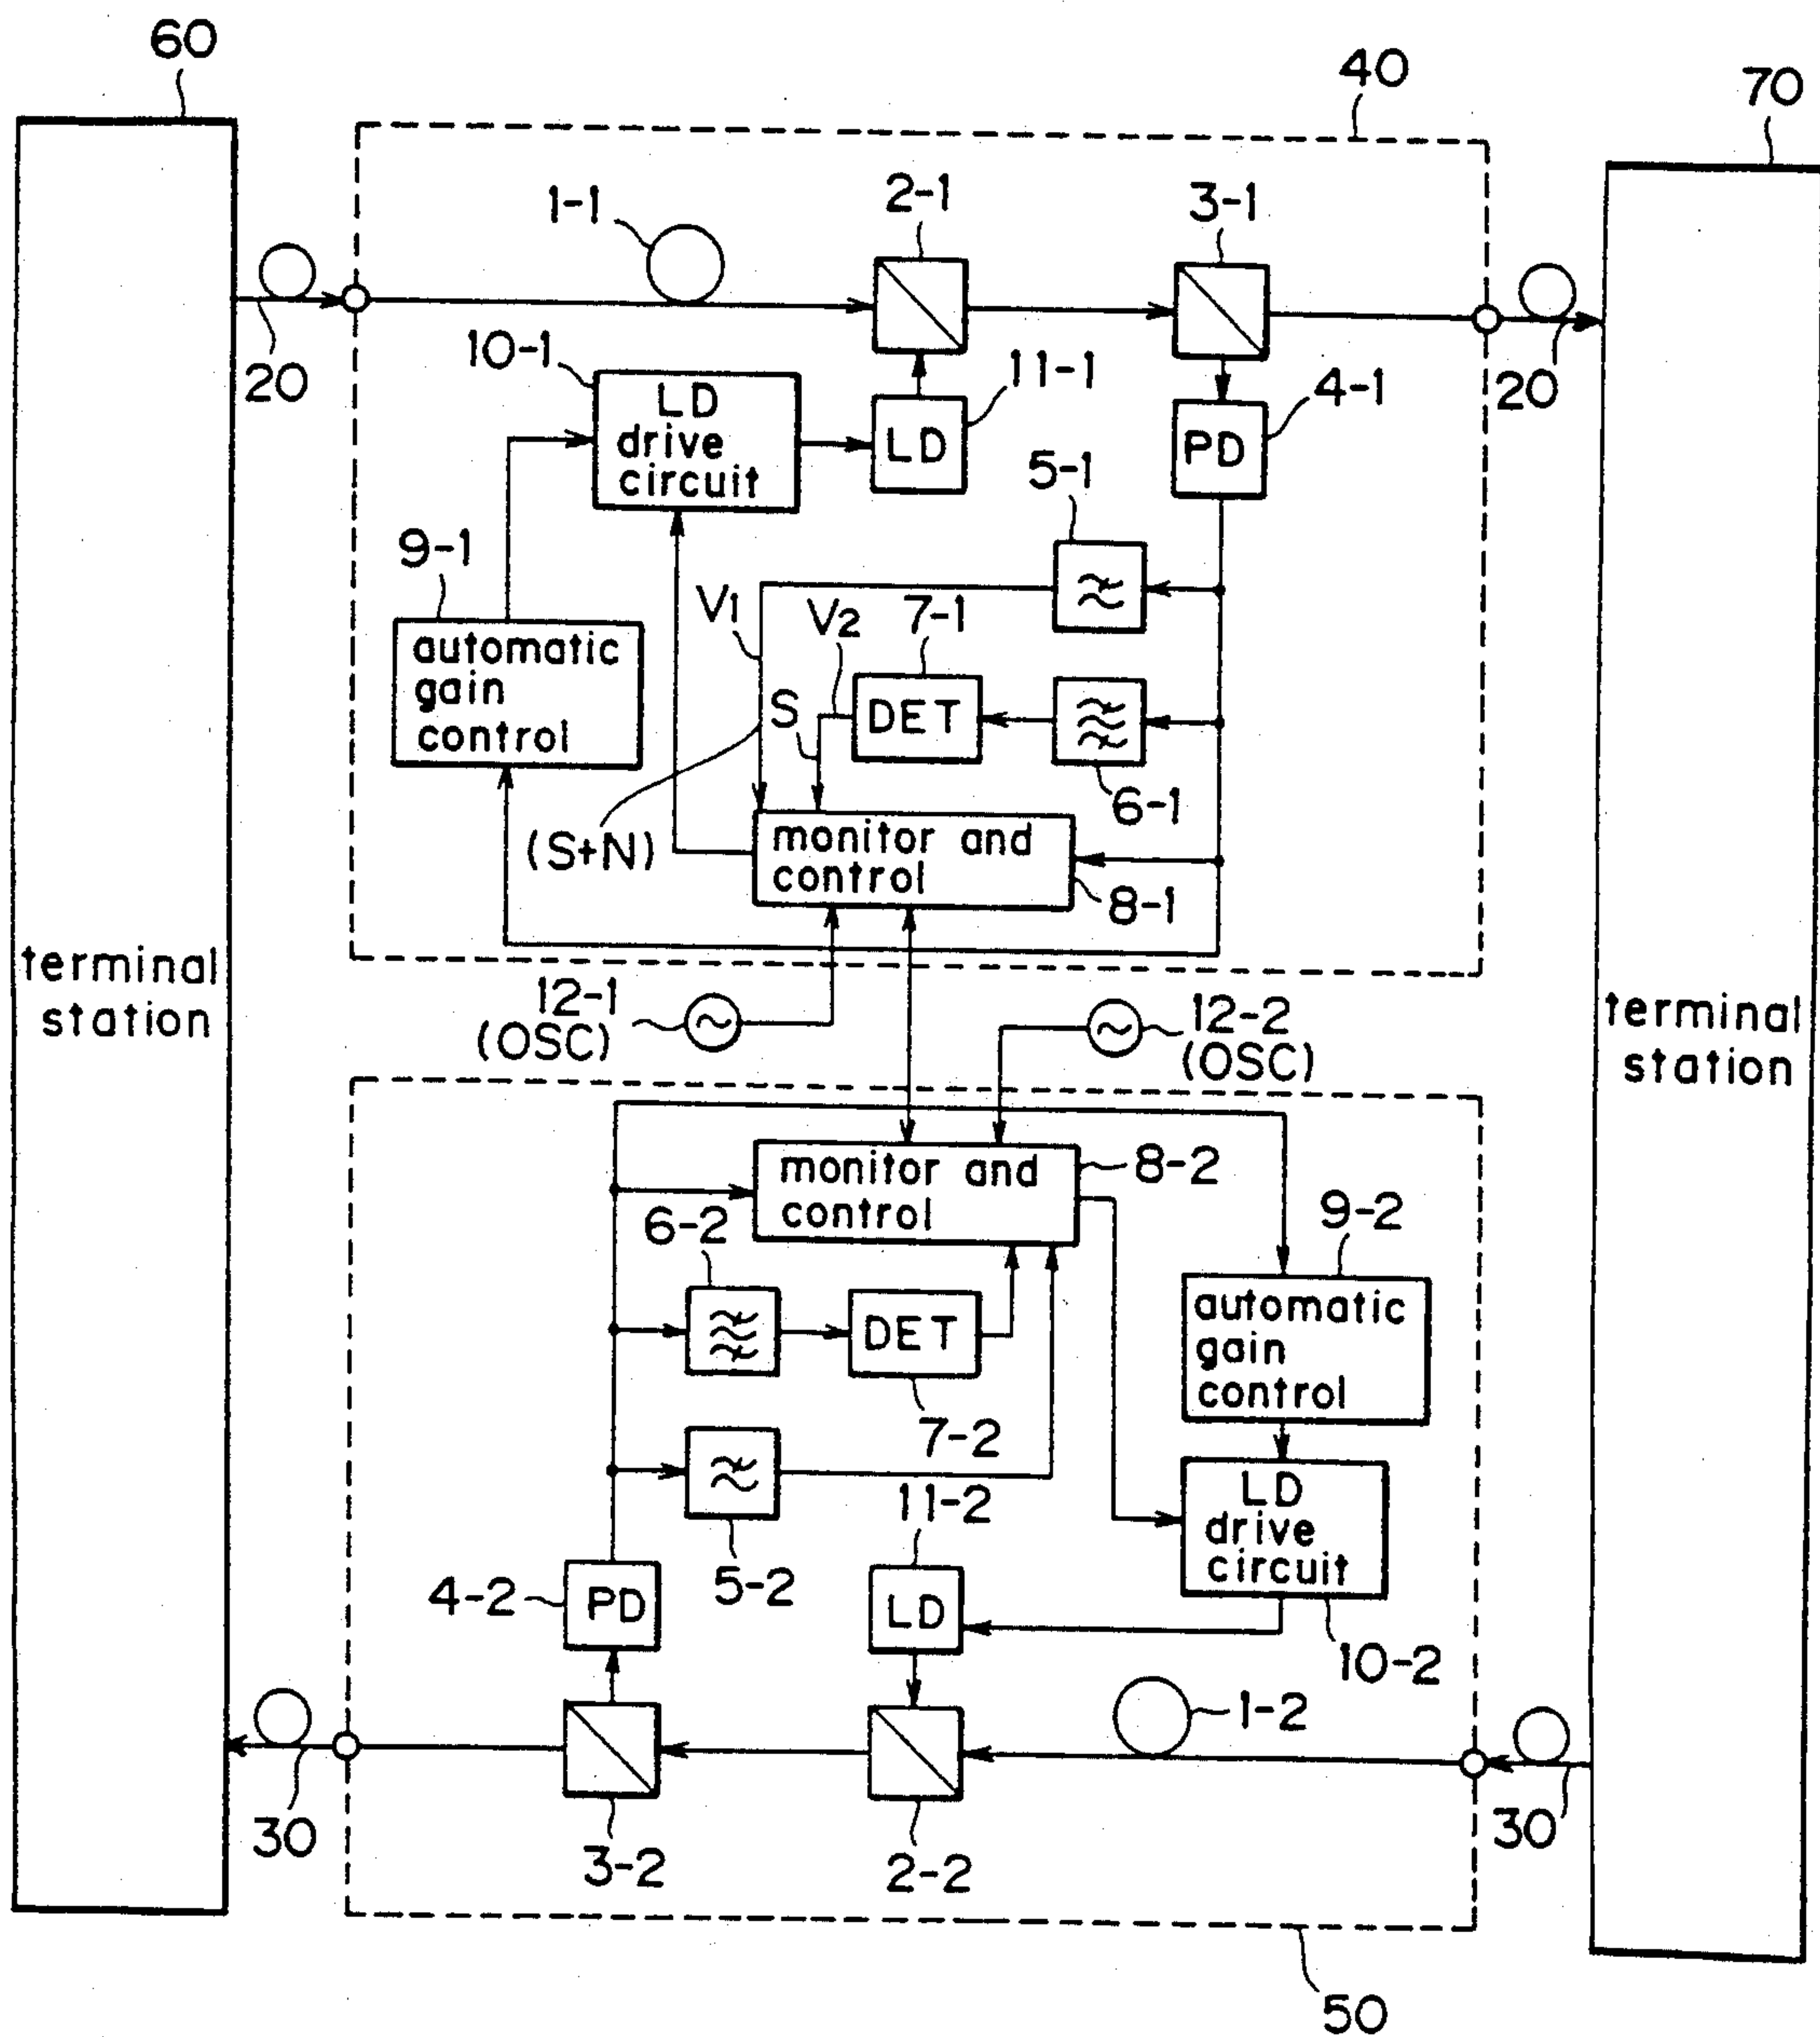 60
40
70
1-1
2-1
3-1
20
10-1
LD
drive
circuit
11-1
LD
4-1
PD
20
5-1
9-1
automatic
gain
control
V1
V2
7-1
S
DET
6-1
(S+N)
monitor and
control
8-1
terminal
station
terminal
station
12-1
(OSC)
12-2
(OSC)
monitor and
control
8-2
6-2
9-2
automatic
gain
control
DET
7-2
11-2
LD
drive
circuit
5-2
4-2
PD
LD
10-2
1-2
30
3-2
2-2
30
50